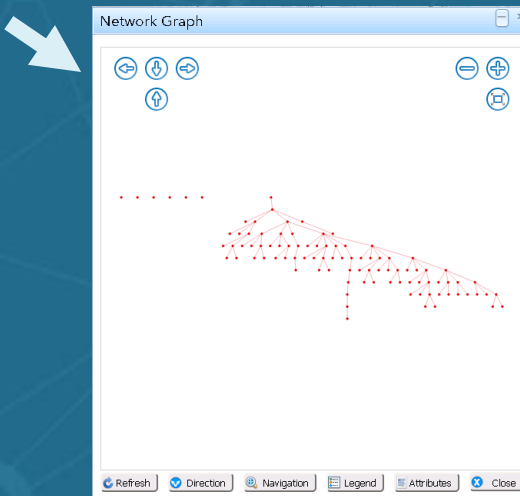 Network Graph
Refresh Direction Navigation Legend Attributes Close